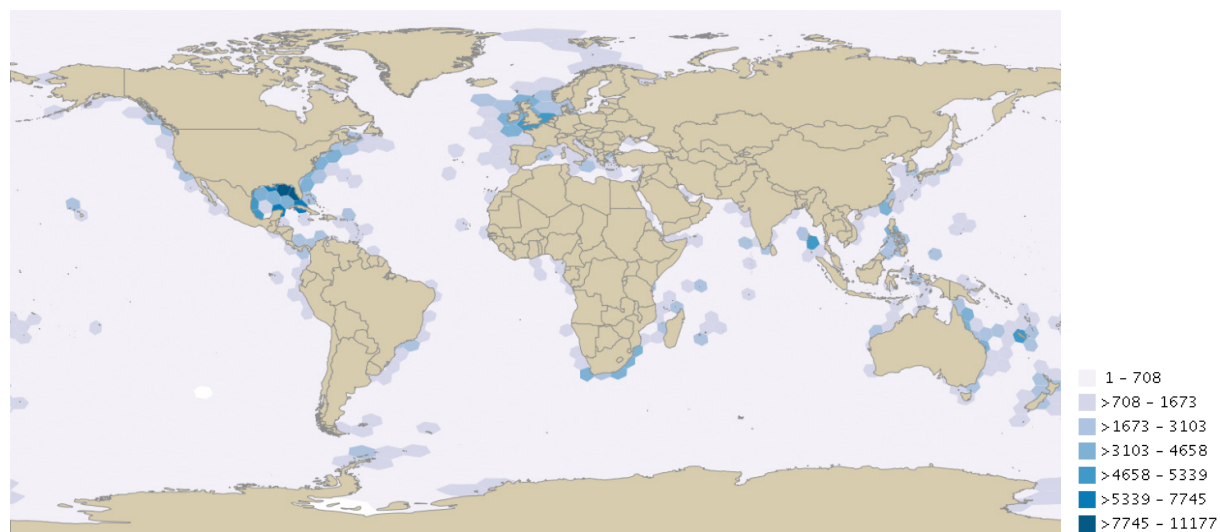 1 – 708
>708 – 1673
>1673 – 3103
>3103 – 4658
>4658 – 5339
>5339 – 7745
>7745 – 11177